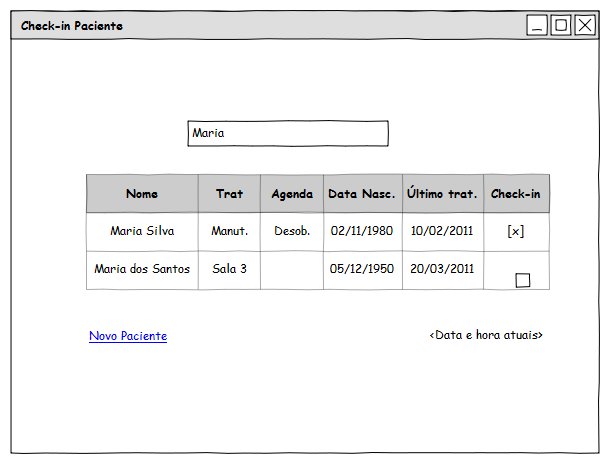 Check-in Paciente
Maria
Nome Trat Agenda Data Nasc. Último trat. Check-in
Maria Silva Manut. Desob. 02/11/1980 10/02/2011 [x]
Maria dos Santos Sala 3 05/12/1950 20/03/2011
Novo Paciente <Data e hora atuais>